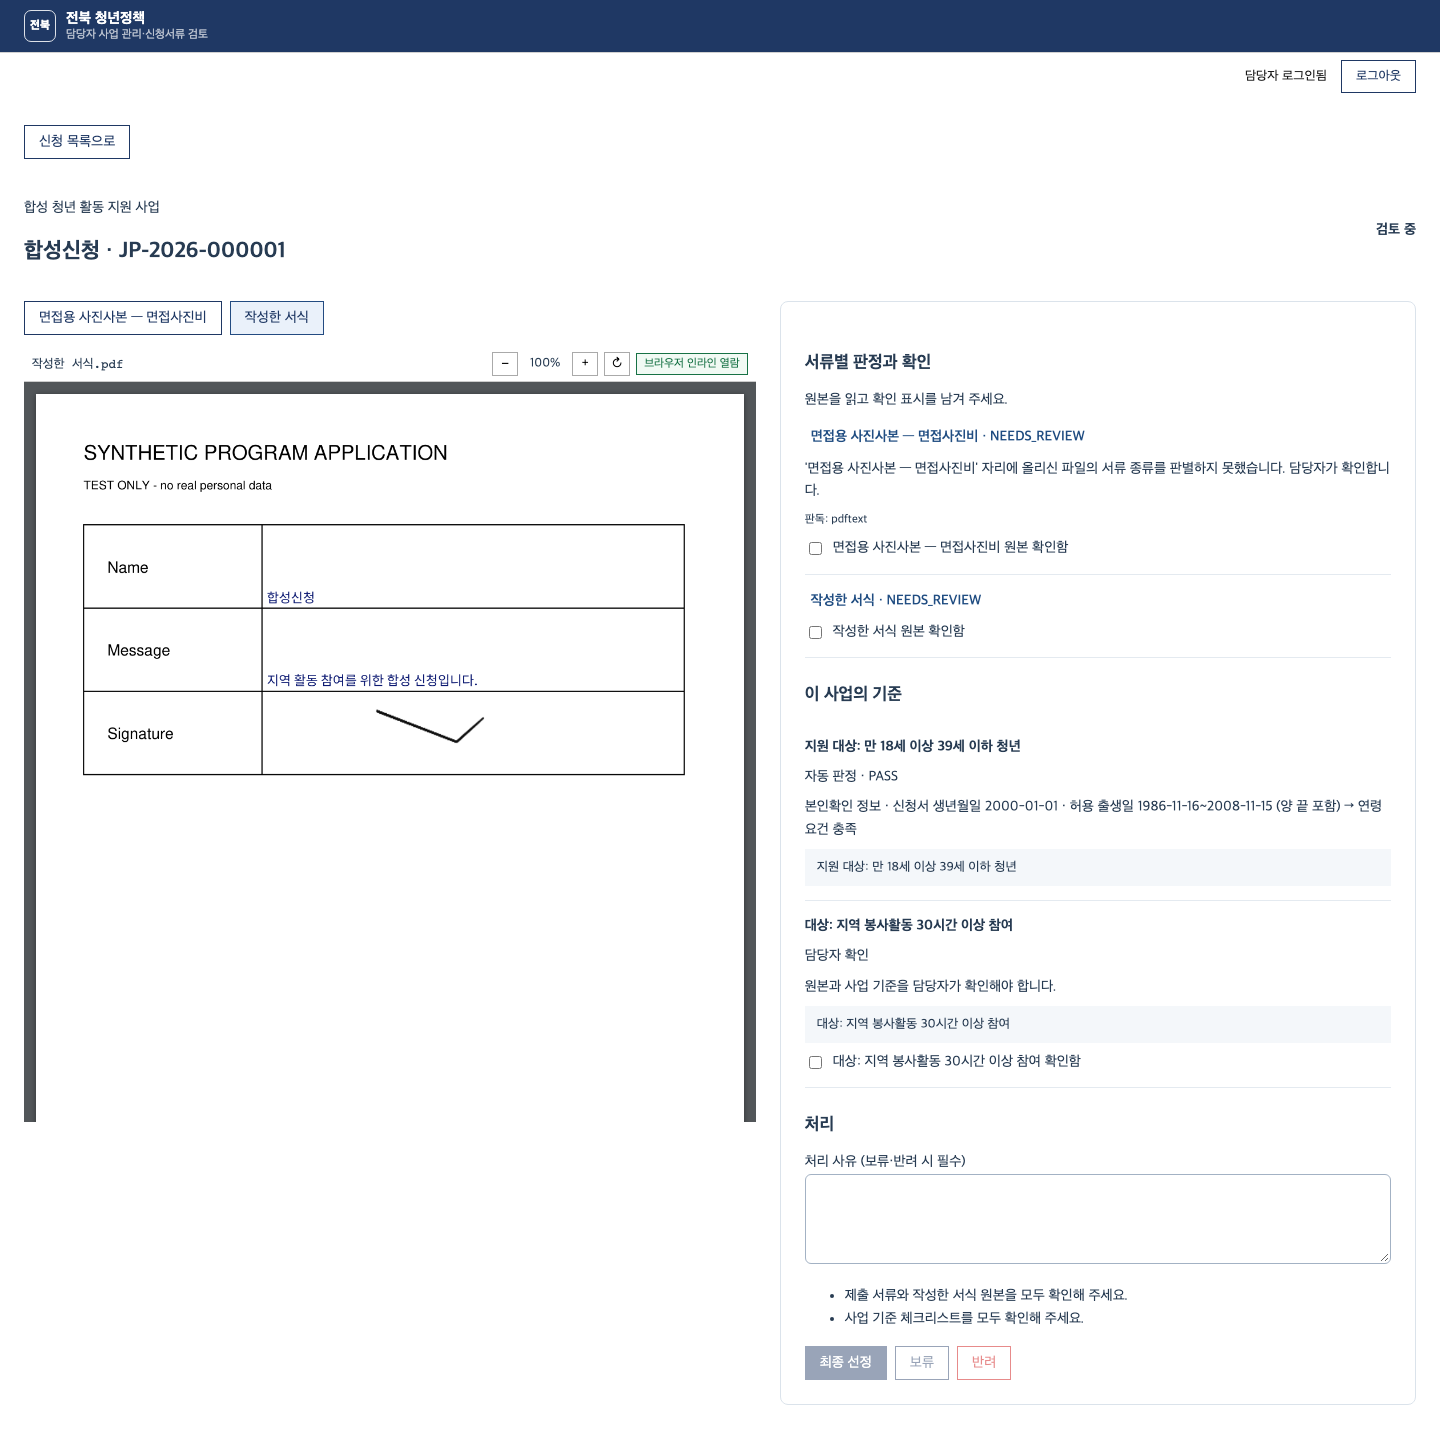 전북
전북 청년정책
담당자 사업 관리·신청서류 검토
담당자 로그인됨
로그아웃
신청 목록으로
합성 청년 활동 지원 사업
합성신청 · JP-2026-000001
검토 중
면접용 사진사본 — 면접사진비
작성한 서식
작성한 서식.pdf
−
100%
+
↻
브라우저 인라인 열람
SYNTHETIC PROGRAM APPLICATION
TEST ONLY - no real personal data
Name
합성신청
Message
지역 활동 참여를 위한 합성 신청입니다.
Signature
서류별 판정과 확인
원본을 읽고 확인 표시를 남겨 주세요.
면접용 사진사본 — 면접사진비 · NEEDS_REVIEW
'면접용 사진사본 — 면접사진비' 자리에 올리신 파일의 서류 종류를 판별하지 못했습니다. 담당자가 확인합니
다.
판독: pdftext
면접용 사진사본 — 면접사진비 원본 확인함
작성한 서식 · NEEDS_REVIEW
작성한 서식 원본 확인함
이 사업의 기준
지원 대상: 만 18세 이상 39세 이하 청년
자동 판정 · PASS
본인확인 정보 · 신청서 생년월일 2000-01-01 · 허용 출생일 1986-11-16~2008-11-15 (양 끝 포함) → 연령
요건 충족
지원 대상: 만 18세 이상 39세 이하 청년
대상: 지역 봉사활동 30시간 이상 참여
담당자 확인
원본과 사업 기준을 담당자가 확인해야 합니다.
대상: 지역 봉사활동 30시간 이상 참여
대상: 지역 봉사활동 30시간 이상 참여 확인함
처리
처리 사유 (보류·반려 시 필수)
• 제출 서류와 작성한 서식 원본을 모두 확인해 주세요.
• 사업 기준 체크리스트를 모두 확인해 주세요.
최종 선정
보류
반려